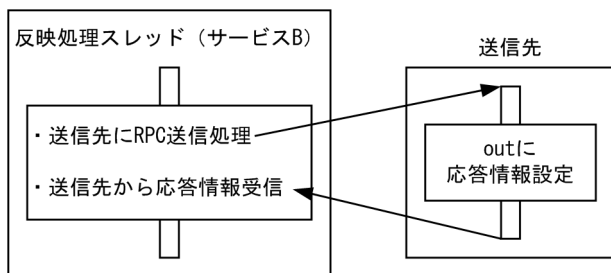 反映処理スレッド（サービスB）
・送信先にRPC送信処理
・送信先から応答情報受信
送信先
outに
応答情報設定